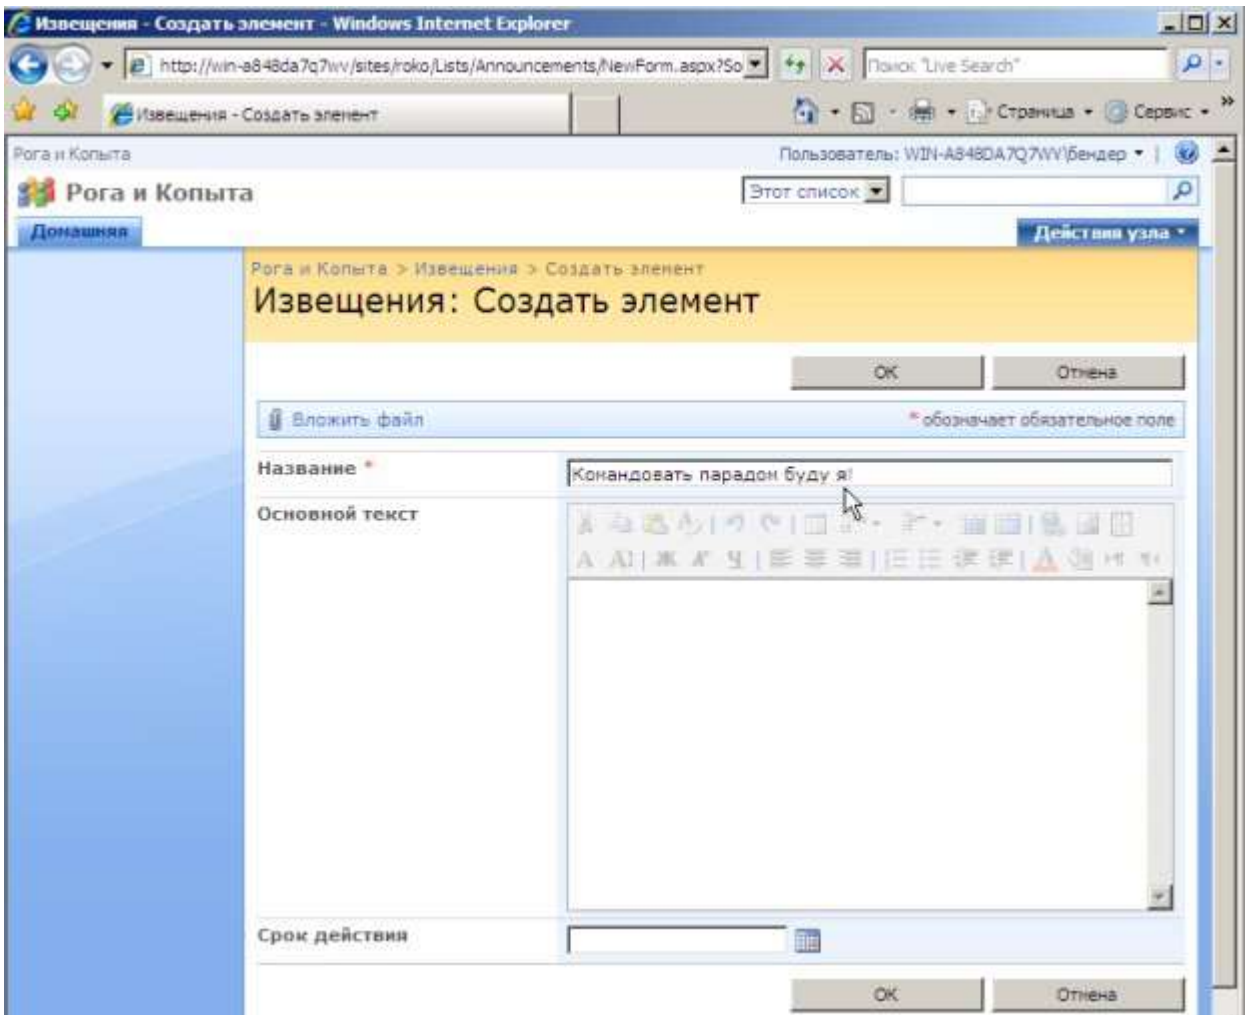 Извещения - Создать элемент - Windows Internet Explorer
http://win-a848da7q7wv/sites/roko/Lists/Announcements/NewForm.aspx?So
Поиск "Live Search"
Извещения - Создать элемент
Страница
Сервис
»
Рога и Копыта
Пользователь: WIN-A848DA7Q7WV\бендер
Рога и Копыта
Этот список
Домашняя
Действия узла
Рога и Копыта > Извещения > Создать элемент
Извещения: Создать элемент
ОК
Отмена
Вложить файл
* обозначает обязательное поле
Название *
Командовать парадом буду я!
Основной текст
A A Ж К Ч A
Срок действия
ОК
Отмена